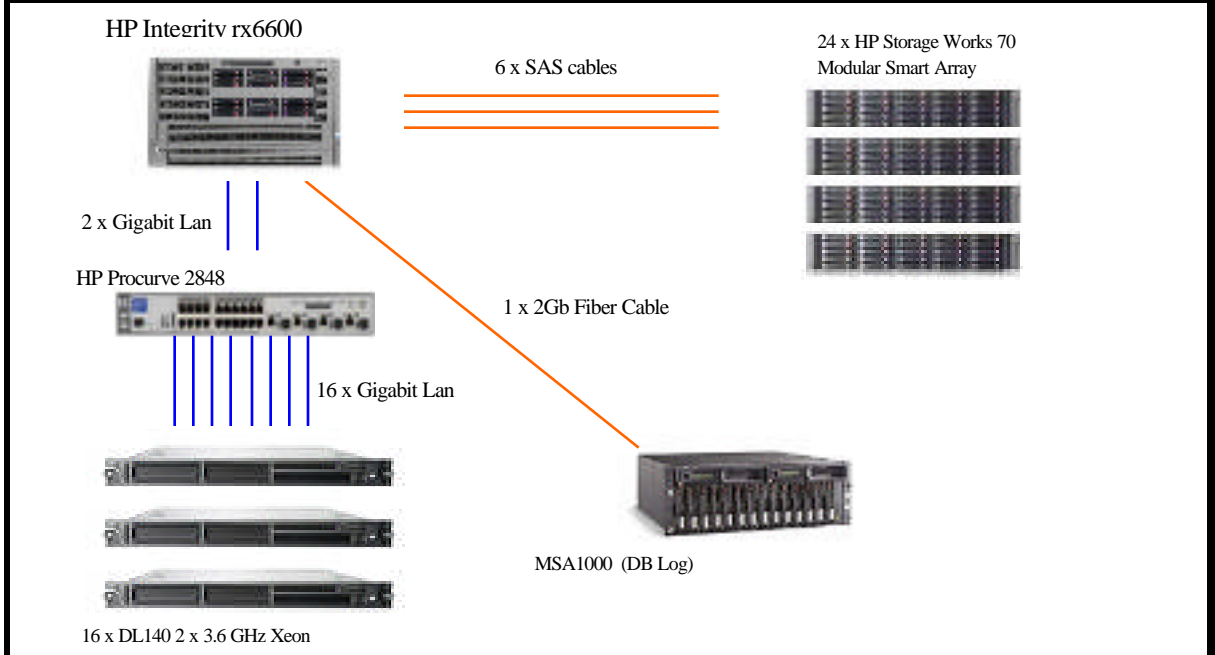 HP Integrity rx6600
24 x HP Storage Works 70
Modular Smart Array
6 x SAS cables
2 x Gigabit Lan
HP Procurve 2848
1 x 2Gb Fiber Cable
16 x Gigabit Lan
MSA1000 (DB Log)
16 x DL140 2 x 3.6 GHz Xeon